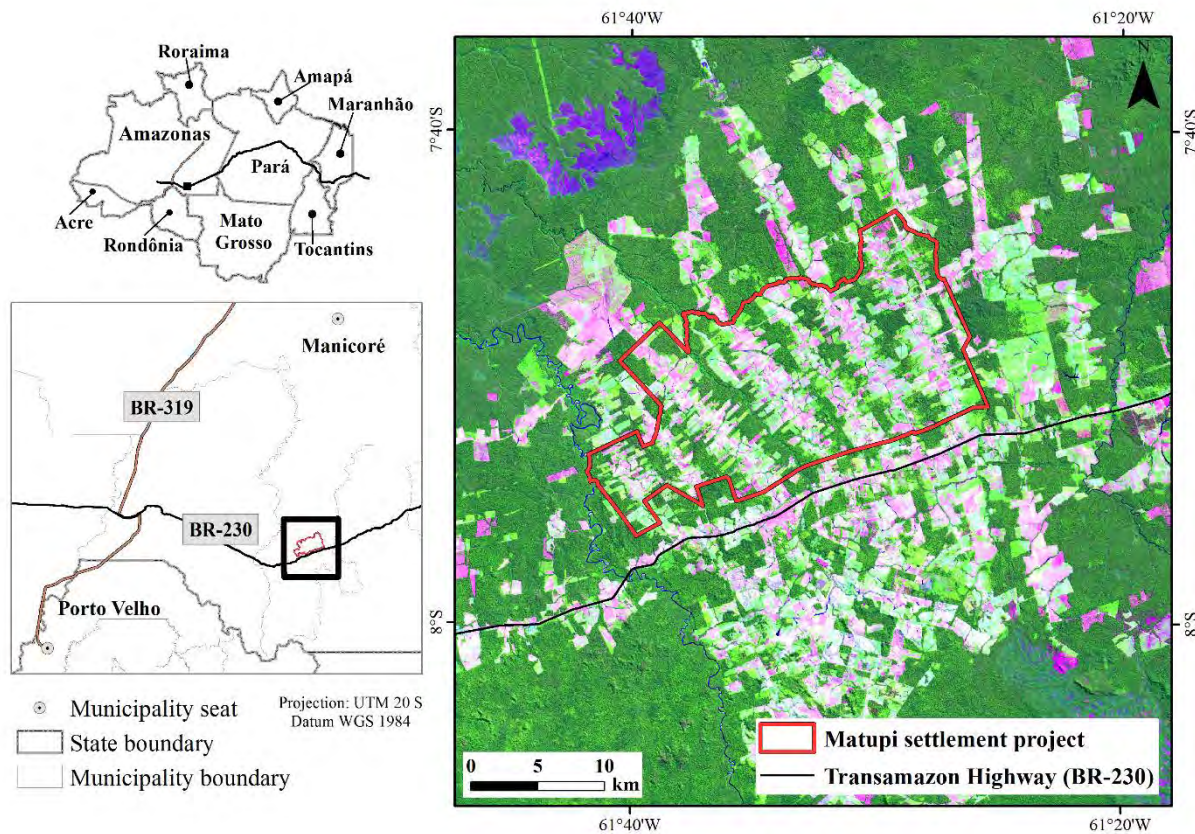 Roraima
Amapá
Maranhão
Amazonas
Pará
Acre
Rondônia
Mato
Grosso
Tocantins
Manicoré
BR-319
BR-230
Porto Velho
Municipality seat
State boundary
Municipality boundary
Projection: UTM 20 S
Datum WGS 1984
61°40'W
61°20'W
N
7°40'S
7°40'S
8°S
8°S
0 5 10
km
Matupi settlement project
Transamazon Highway (BR-230)
61°40'W
61°20'W